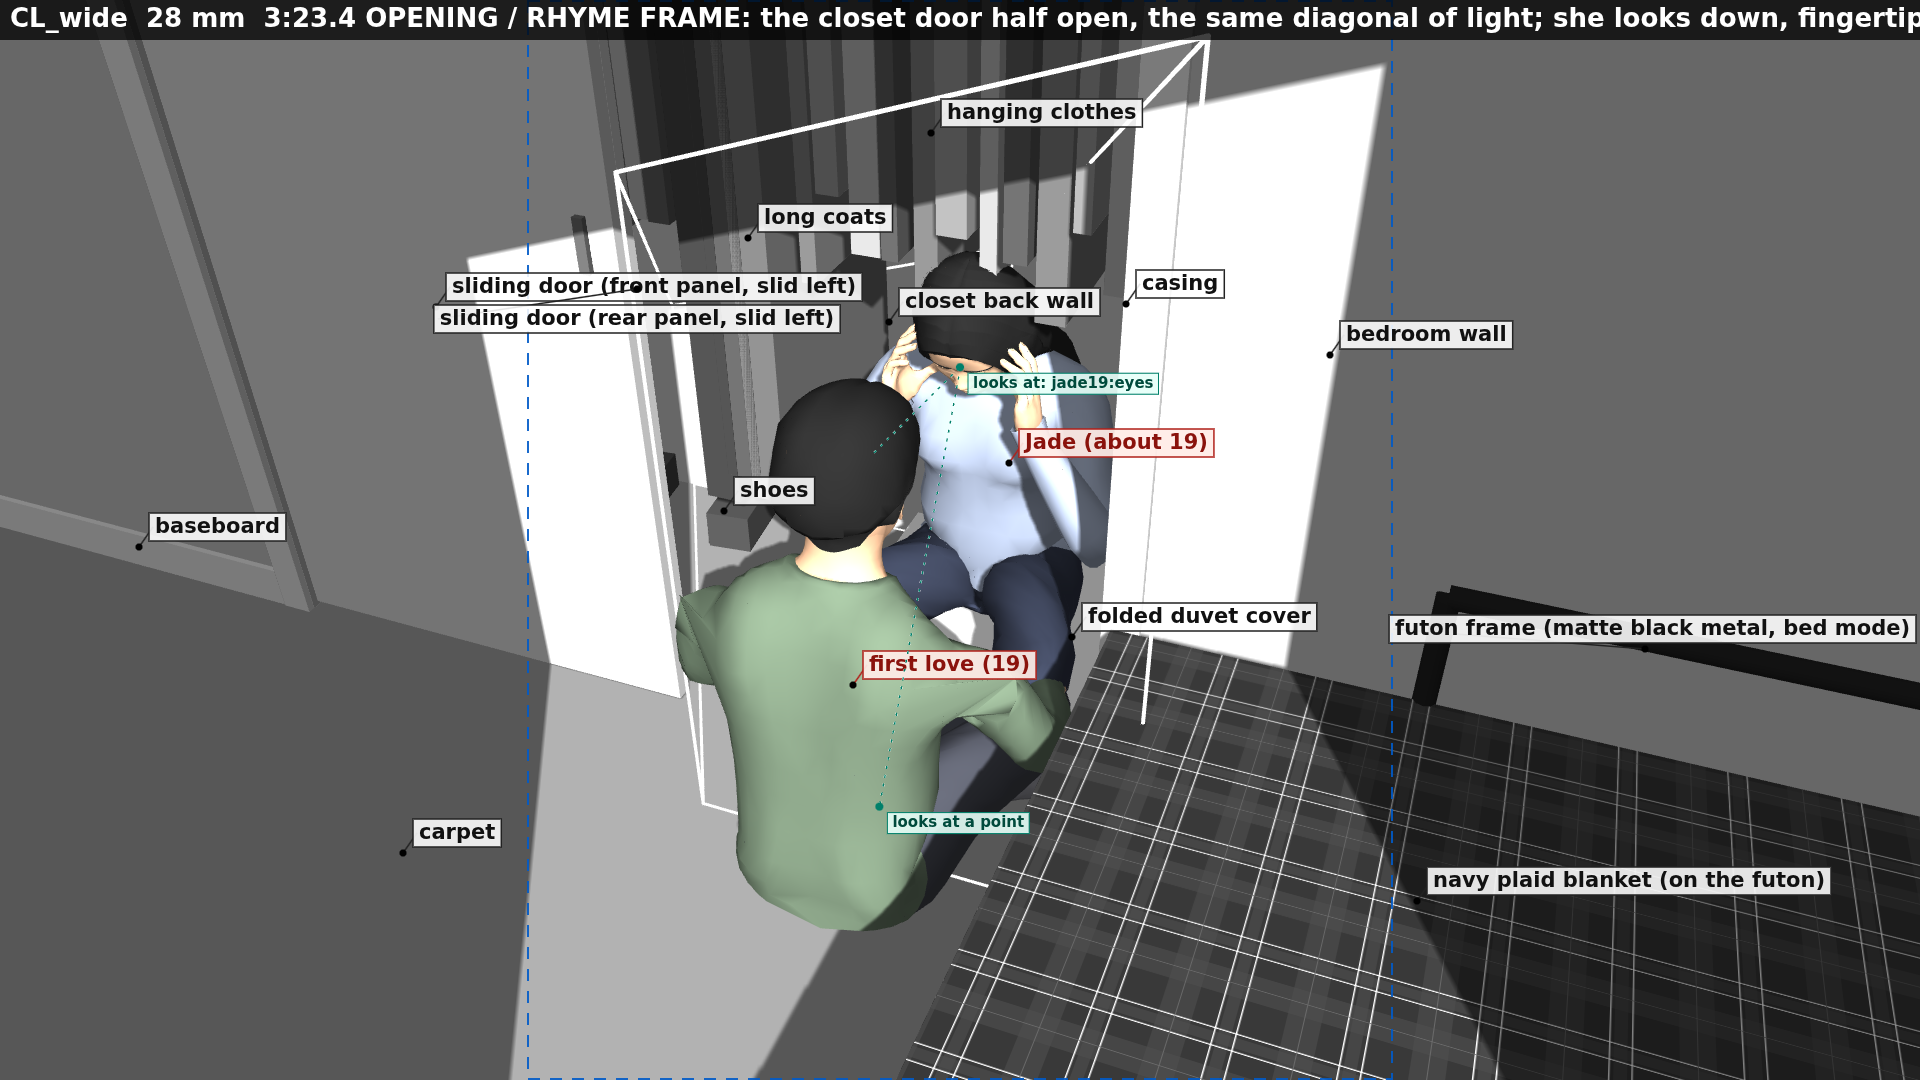 CL_wide  28 mm  3:23.4 OPENING / RHYME FRAME: the closet door half open, the same diagonal of light; she looks down, fingertip
hanging clothes
long coats
sliding door (front panel, slid left)
casing
closet back wall
sliding door (rear panel, slid left)
bedroom wall
looks at: jade19:eyes
Jade (about 19)
shoes
baseboard
folded duvet cover
futon frame (matte black metal, bed mode)
first love (19)
looks at a point
carpet
navy plaid blanket (on the futon)